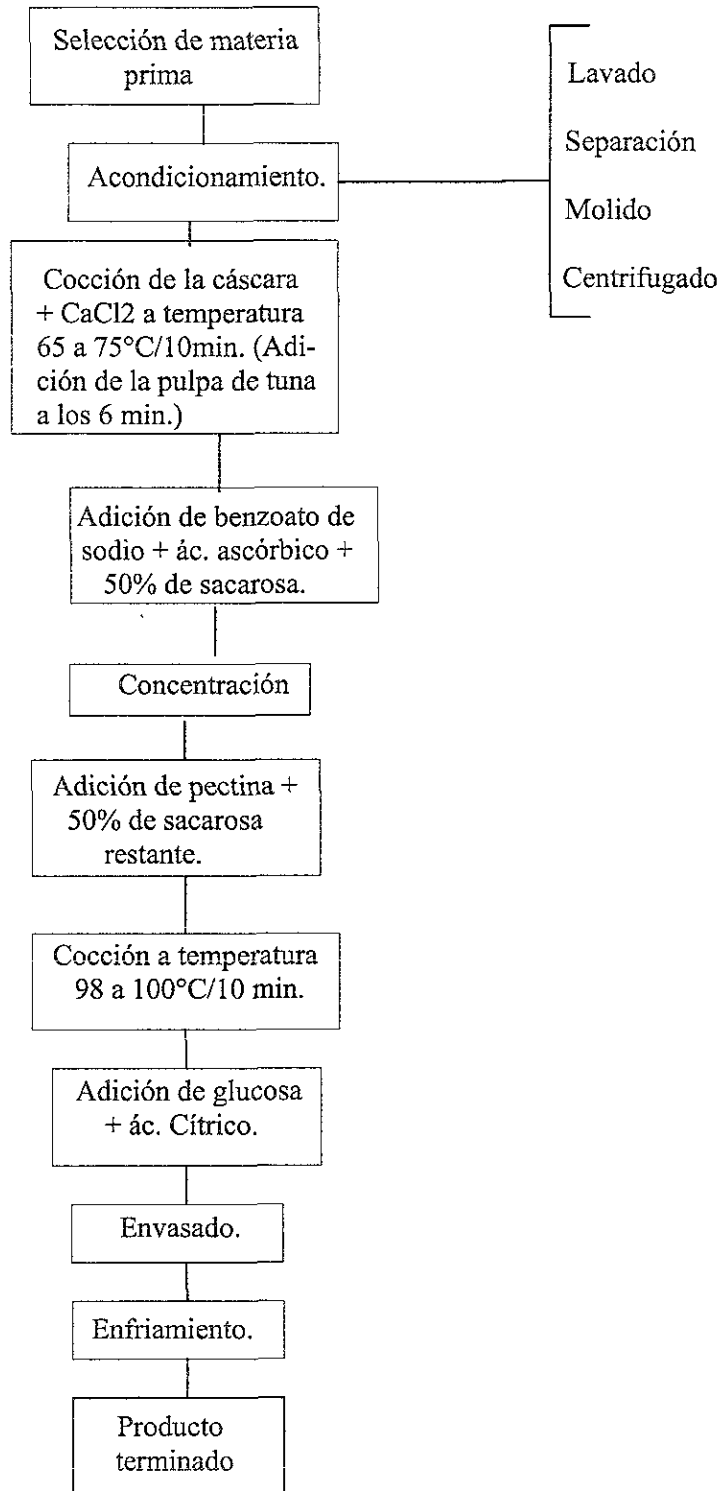 Selección de materia
prima
Lavado
Separación
Molido
Centrifugado
Acondicionamiento.
Cocción de la cáscara
+ CaCl2 a temperatura
65 a 75°C/10min. (Adi-
ción de la pulpa de tuna
a los 6 min.)
Adición de benzoato de
sodio + ác. ascórbico +
50% de sacarosa.
Concentración
Adición de pectina +
50% de sacarosa
restante.
Cocción a temperatura
98 a 100°C/10 min.
Adición de glucosa
+ ác. Cítrico.
Envasado.
Enfriamiento.
Producto
terminado